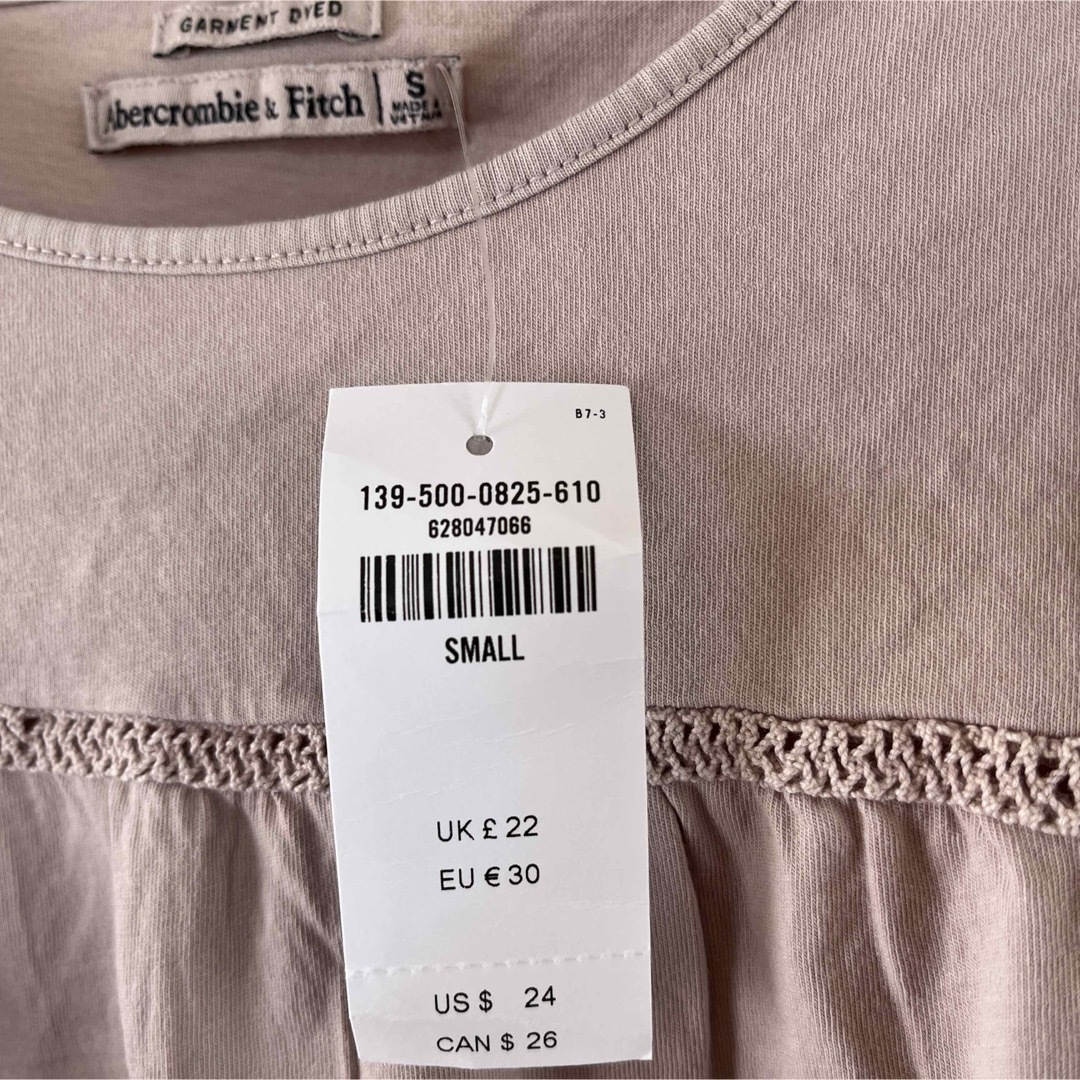 GARMENT DYED
Abercrombie & Fitch
S
MADE
B7-3
139-500-0825-610
628047066
SMALL
UK £ 22
EU € 30
US $ 24
CAN $ 26